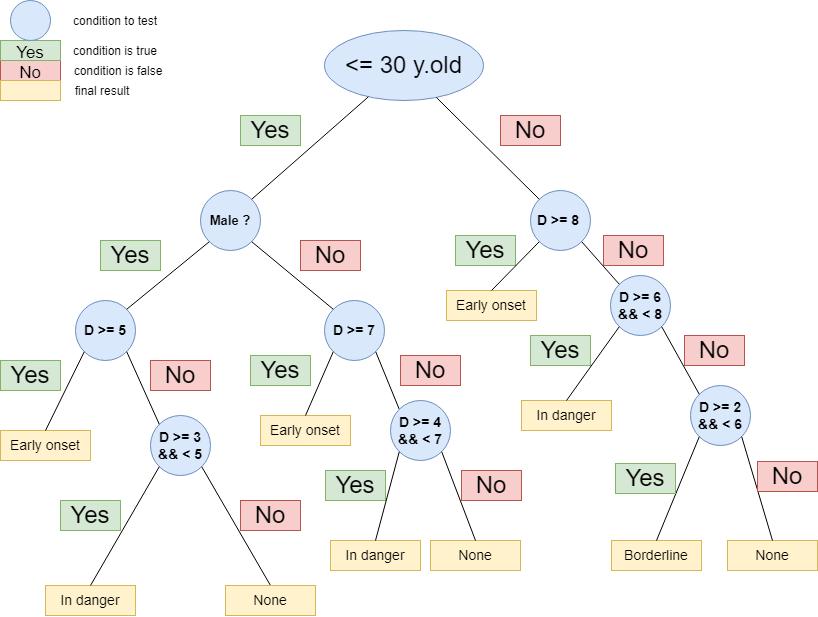 condition to test
Yes
condition is true
No
condition is false
final result
<= 30 y.old
Yes
No
Male ?
D >= 8
Yes
No
Yes
No
Early onset
D >= 6
&& < 8
D >= 5
D >= 7
Yes
No
Yes
No
Yes
No
Early onset
Early onset
D >= 3
&& < 5
D >= 4
&& < 7
In danger
D >= 2
&& < 6
Yes
No
Yes
No
Yes
No
In danger
None
In danger
None
Borderline
None